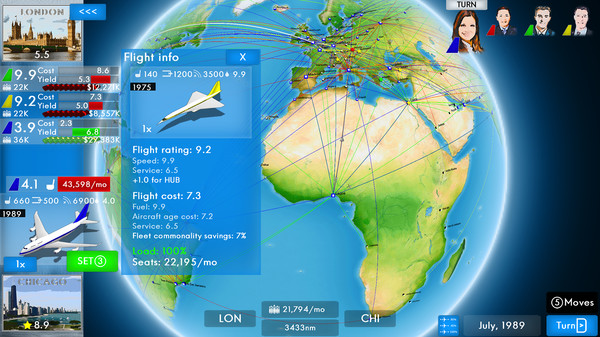 LONDON
<<<
5.5
TURN
9.9
Cost
8.6
Yield
5.3
22K
$12,271K
9.2
Cost
7.3
Yield
5.0
22K
$8,557K
3.9
Cost
2.3
Yield
6.8
36K
$29,883K
4.1
43,598/mo
660
500
6900
4.0
1989
1x
SET 3
CHICAGO
8.9
Flight info
X
140
1200
3500
9.9
1975
1x
Flight rating: 9.2
Speed: 9.9
Service: 6.5
+1.0 for HUB
Flight cost: 7.3
Fuel: 9.9
Aircraft age cost: 7.2
Service: 6.5
Fleet commonality savings: 7%
Load: 100%
Seats: 22,195/mo
LON
21,794/mo
3433nm
CHI
5 Moves
July, 1989
Turn